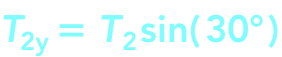 T₂y = T₂sin(30°)